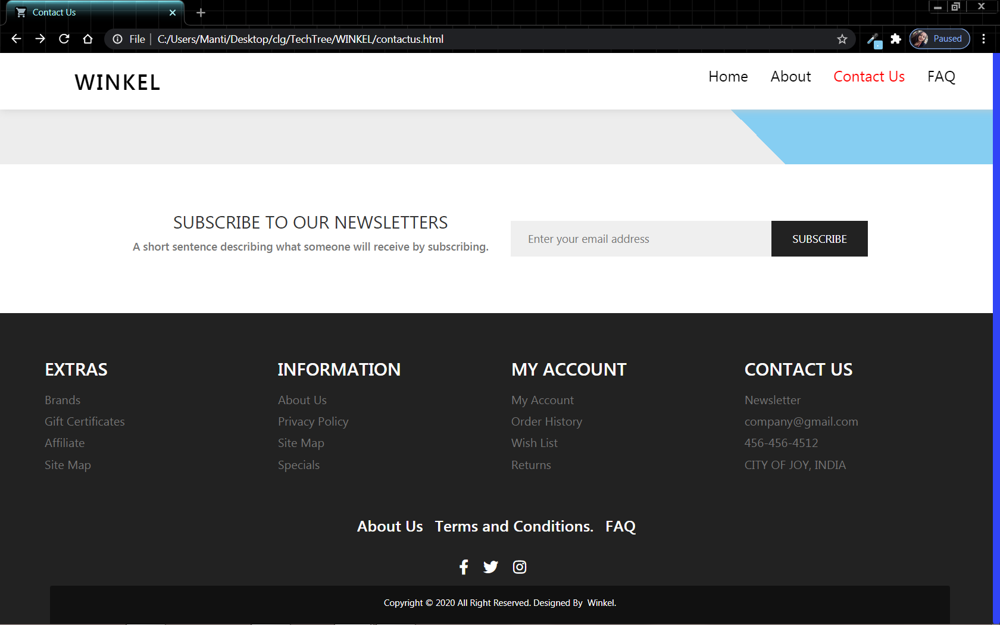 Contact Us
File | C:/Users/Manti/Desktop/clg/TechTree/WINKEL/contactus.html
Paused
WINKEL
Home About Contact Us FAQ
SUBSCRIBE TO OUR NEWSLETTERS
A short sentence describing what someone will receive by subscribing.
Enter your email address
SUBSCRIBE
EXTRAS
Brands
Gift Certificates
Affiliate
Site Map
INFORMATION
About Us
Privacy Policy
Site Map
Specials
MY ACCOUNT
My Account
Order History
Wish List
Returns
CONTACT US
Newsletter
company@gmail.com
456-456-4512
CITY OF JOY, INDIA
About Us Terms and Conditions. FAQ
Copyright © 2020 All Right Reserved. Designed By Winkel.